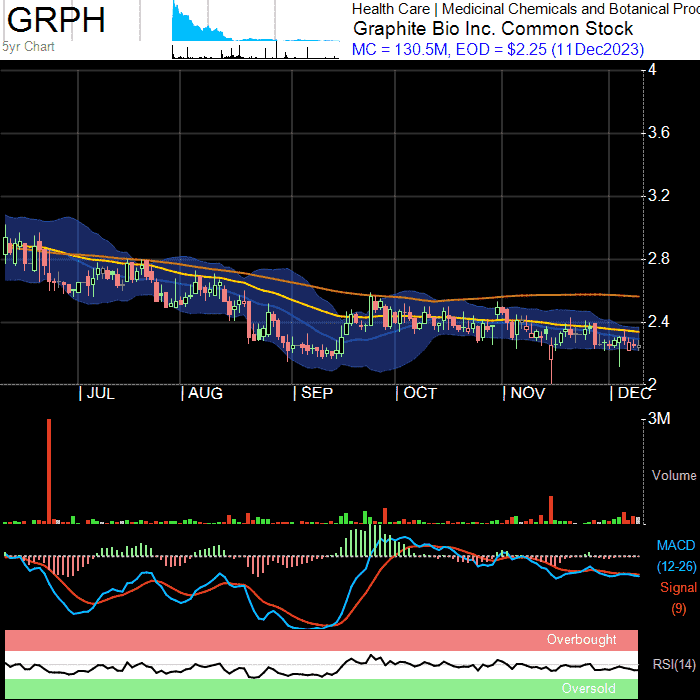 GRPH
5yr Chart
Health Care | Medicinal Chemicals and Botanical Proc
Graphite Bio Inc. Common Stock
MC = 130.5M, EOD = $2.25 (11Dec2023)
4
3.6
3.2
2.8
2.4
2
| JUL | AUG | SEP | OCT | NOV | DEC
3M
Volume
MACD
(12-26)
Signal
(9)
Overbought
RSI(14)
Oversold